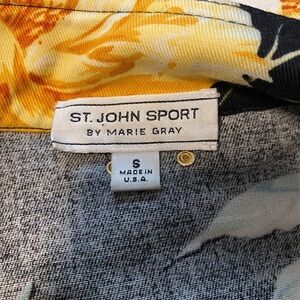 ST. JOHN SPORT
BY MARIE GRAY
S
MADE IN
U.S.A.